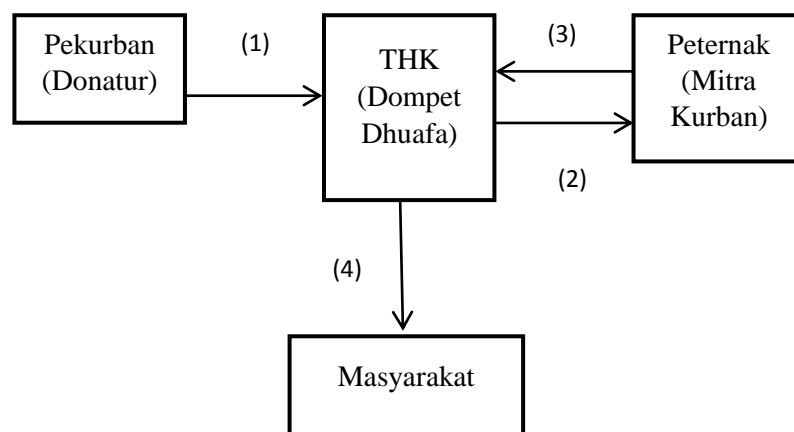 Pekurban
(Donatur)
(1)
THK
(Dompet
Dhuafa)
(3)
(2)
Peternak
(Mitra
Kurban)
(4)
Masyarakat